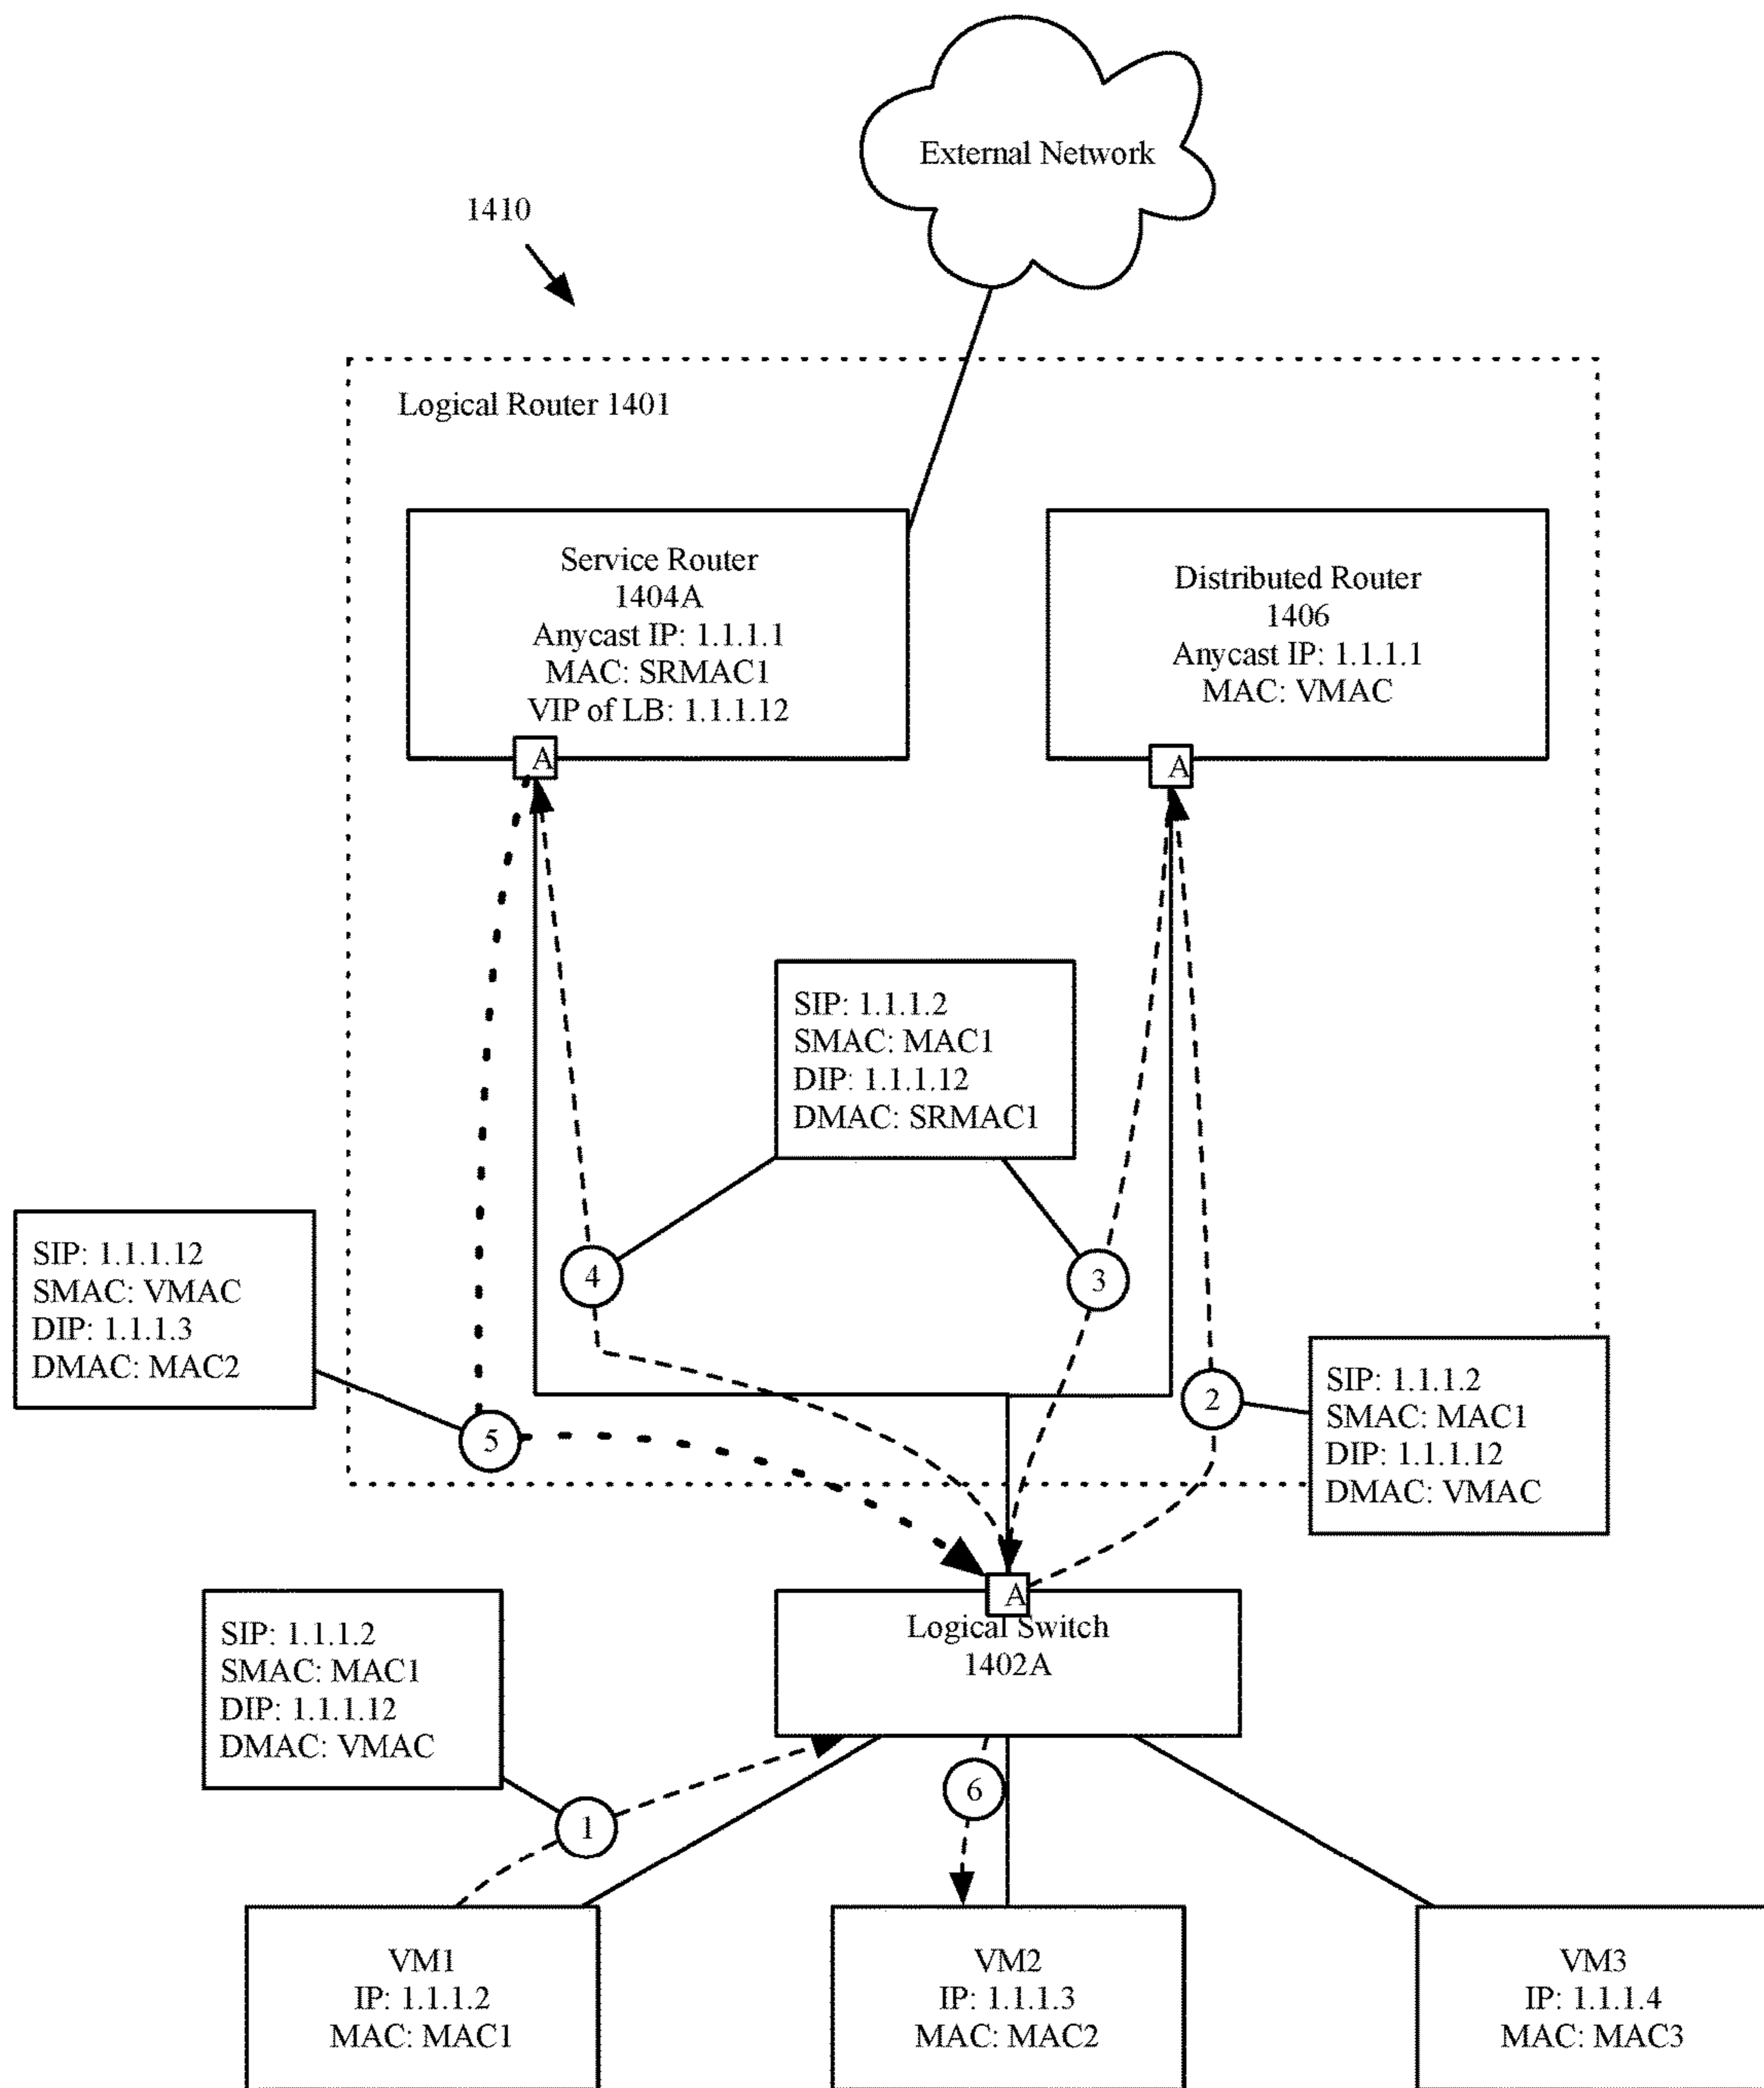 External Network
1410
Logical Router 1401
Service Router
1404A
Anycast IP: 1.1.1.1
MAC: SRMAC1
VIP of LB: 1.1.1.12
A
Distributed Router
1406
Anycast IP: 1.1.1.1
MAC: VMAC
A
SIP: 1.1.1.2
SMAC: MAC1
DIP: 1.1.1.12
DMAC: SRMAC1
4
3
SIP: 1.1.1.12
SMAC: VMAC
DIP: 1.1.1.3
DMAC: MAC2
5
2
SIP: 1.1.1.2
SMAC: MAC1
DIP: 1.1.1.12
DMAC: VMAC
A
Logical Switch
1402A
SIP: 1.1.1.2
SMAC: MAC1
DIP: 1.1.1.12
DMAC: VMAC
1
6
VM1
IP: 1.1.1.2
MAC: MAC1
VM2
IP: 1.1.1.3
MAC: MAC2
VM3
IP: 1.1.1.4
MAC: MAC3